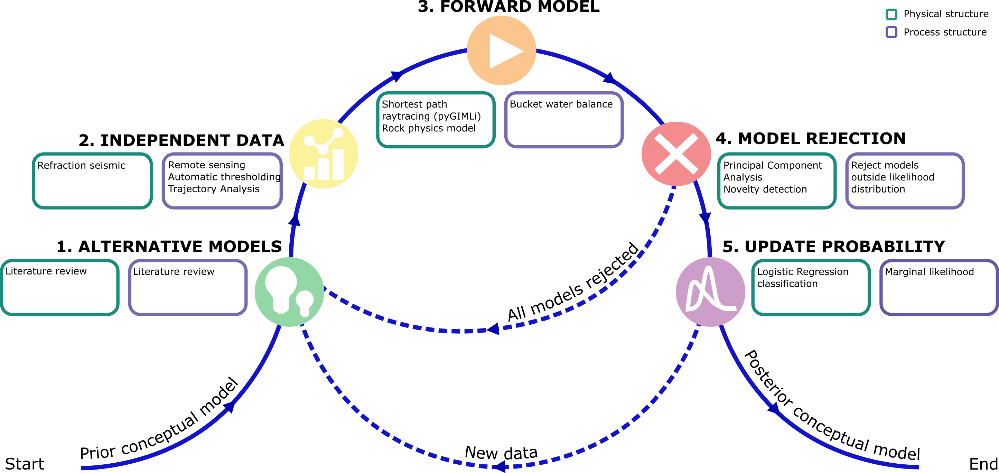 3. FORWARD MODEL
Physical structure
Process structure
Shortest path
raytracing (pyGIMLi)
Rock physics model
Bucket water balance
2. INDEPENDENT DATA
Refraction seismic
Remote sensing
Automatic thresholding
Trajectory Analysis
4. MODEL REJECTION
Principal Component
Analysis
Novelty detection
Reject models
outside likelihood
distribution
1. ALTERNATIVE MODELS
Literature review
Literature review
All models rejected
5. UPDATE PROBABILITY
Logistic Regression
classification
Marginal likelihood
Prior conceptual model
Posterior conceptual model
New data
Start
End